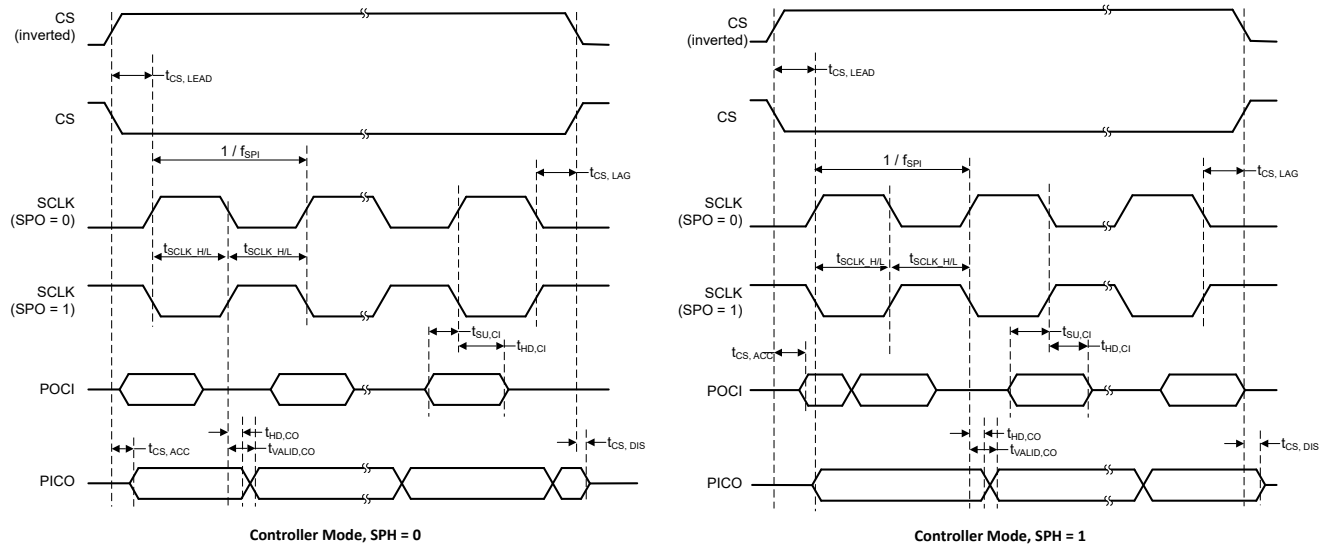 CS
(inverted)
tCS, LEAD
CS
1 / fSPI
tCS, LAG
SCLK
(SPO = 0)
tSCLK_H/L
tSCLK_H/L
SCLK
(SPO = 1)
tSU,CI
tHD,CI
POCI
tHD,CO
tCS, ACC
tVALID,CO
tCS, DIS
PICO
Controller Mode, SPH = 0
CS
(inverted)
tCS, LEAD
CS
1 / fSPI
tCS, LAG
SCLK
(SPO = 0)
tSCLK_H/L
tSCLK_H/L
SCLK
(SPO = 1)
tSU,CI
tHD,CI
tCS, ACC
POCI
tHD,CO
tVALID,CO
tCS, DIS
PICO
Controller Mode, SPH = 1